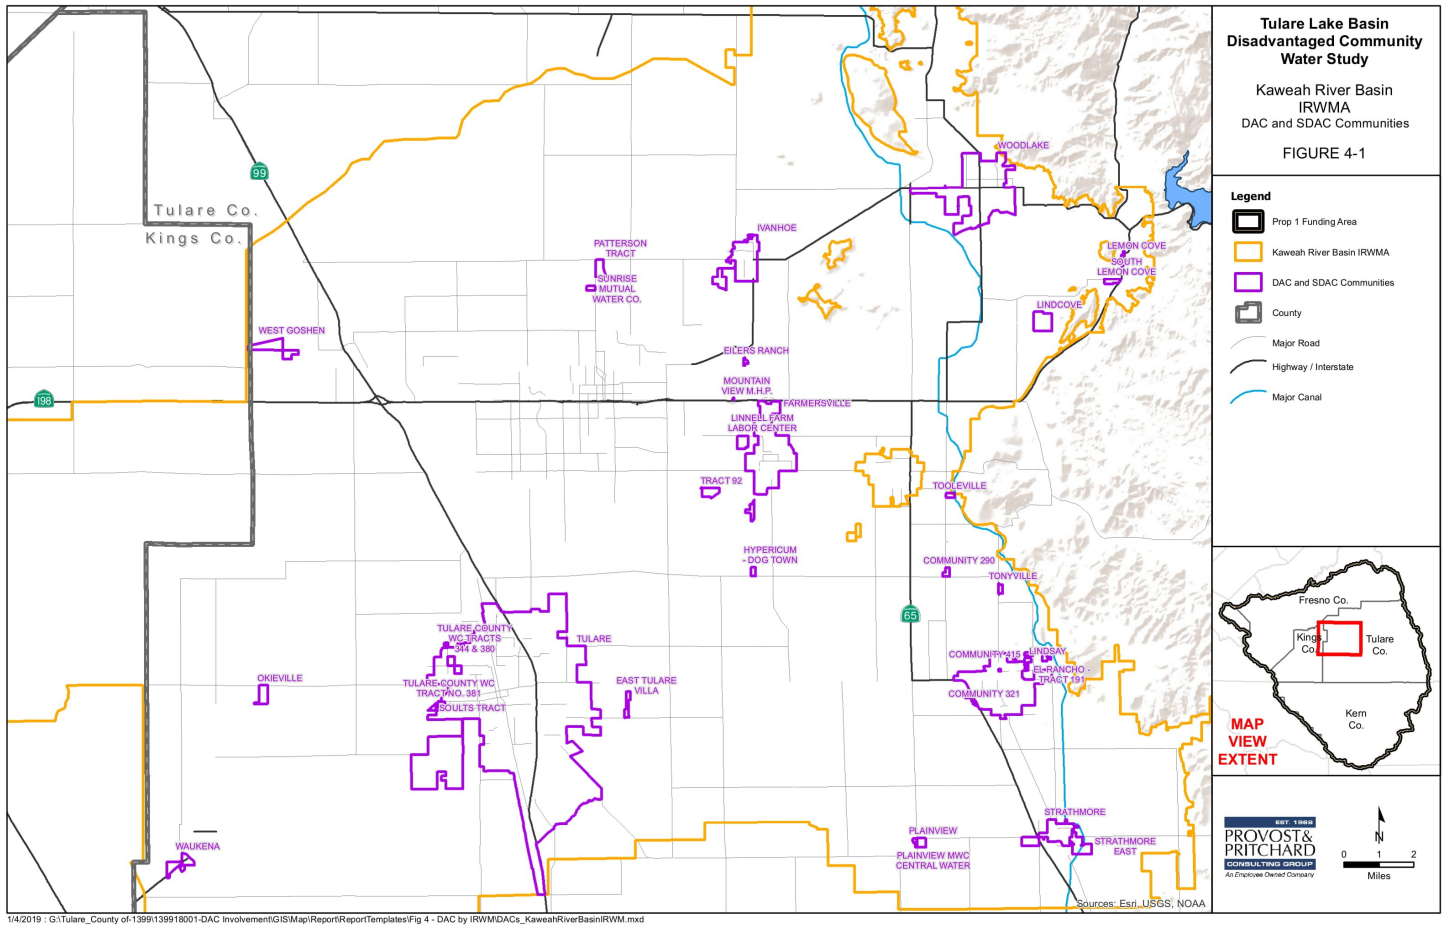 Tulare Lake Basin
Disadvantaged Community
Water Study
Kaweah River Basin
IRWMA
DAC and SDAC Communities
FIGURE 4-1
Legend
Prop 1 Funding Area
Kaweah River Basin IRWMA
DAC and SDAC Communities
County
Major Road
Highway / Interstate
Major Canal
99
Tulare Co.
Kings Co.
198
65
WOODLAKE
IVANHOE
PATTERSON
TRACT
SUNRISE
MUTUAL
WATER CO.
LEMON COVE
SOUTH
LEMON COVE
LINDCOVE
WEST GOSHEN
EILERS RANCH
MOUNTAIN
VIEW M.H.P.
FARMERSVILLE
LINNELL FARM
LABOR CENTER
TRACT 92
TOOLEVILLE
HYPERICUM
- DOG TOWN
COMMUNITY 290
TONYVILLE
TULARE COUNTY
WC TRACTS
344 & 380
TULARE
TULARE COUNTY WC
TRACT NO. 381
SOULTS TRACT
EAST TULARE
VILLA
OKIEVILLE
COMMUNITY 415
LINDSAY
EL RANCHO -
TRACT 191
COMMUNITY 321
STRATHMORE
STRATHMORE
EAST
PLAINVIEW
PLAINVIEW MWC
CENTRAL WATER
WAUKENA
Sources: Esri, USGS, NOAA
Fresno Co.
Kings
Co.
Tulare
Co.
Kern
Co.
MAP
VIEW
EXTENT
EST. 1968
PROVOST&
PRITCHARD
CONSULTING GROUP
An Employee Owned Company
N
0 1 2
Miles
1/4/2019 : G:\Tulare_County of-1399\139918001-DAC Involvement\GIS\Map\Report\ReportTemplates\Fig 4 - DAC by IRWM\DACs_KaweahRiverBasinIRWM.mxd